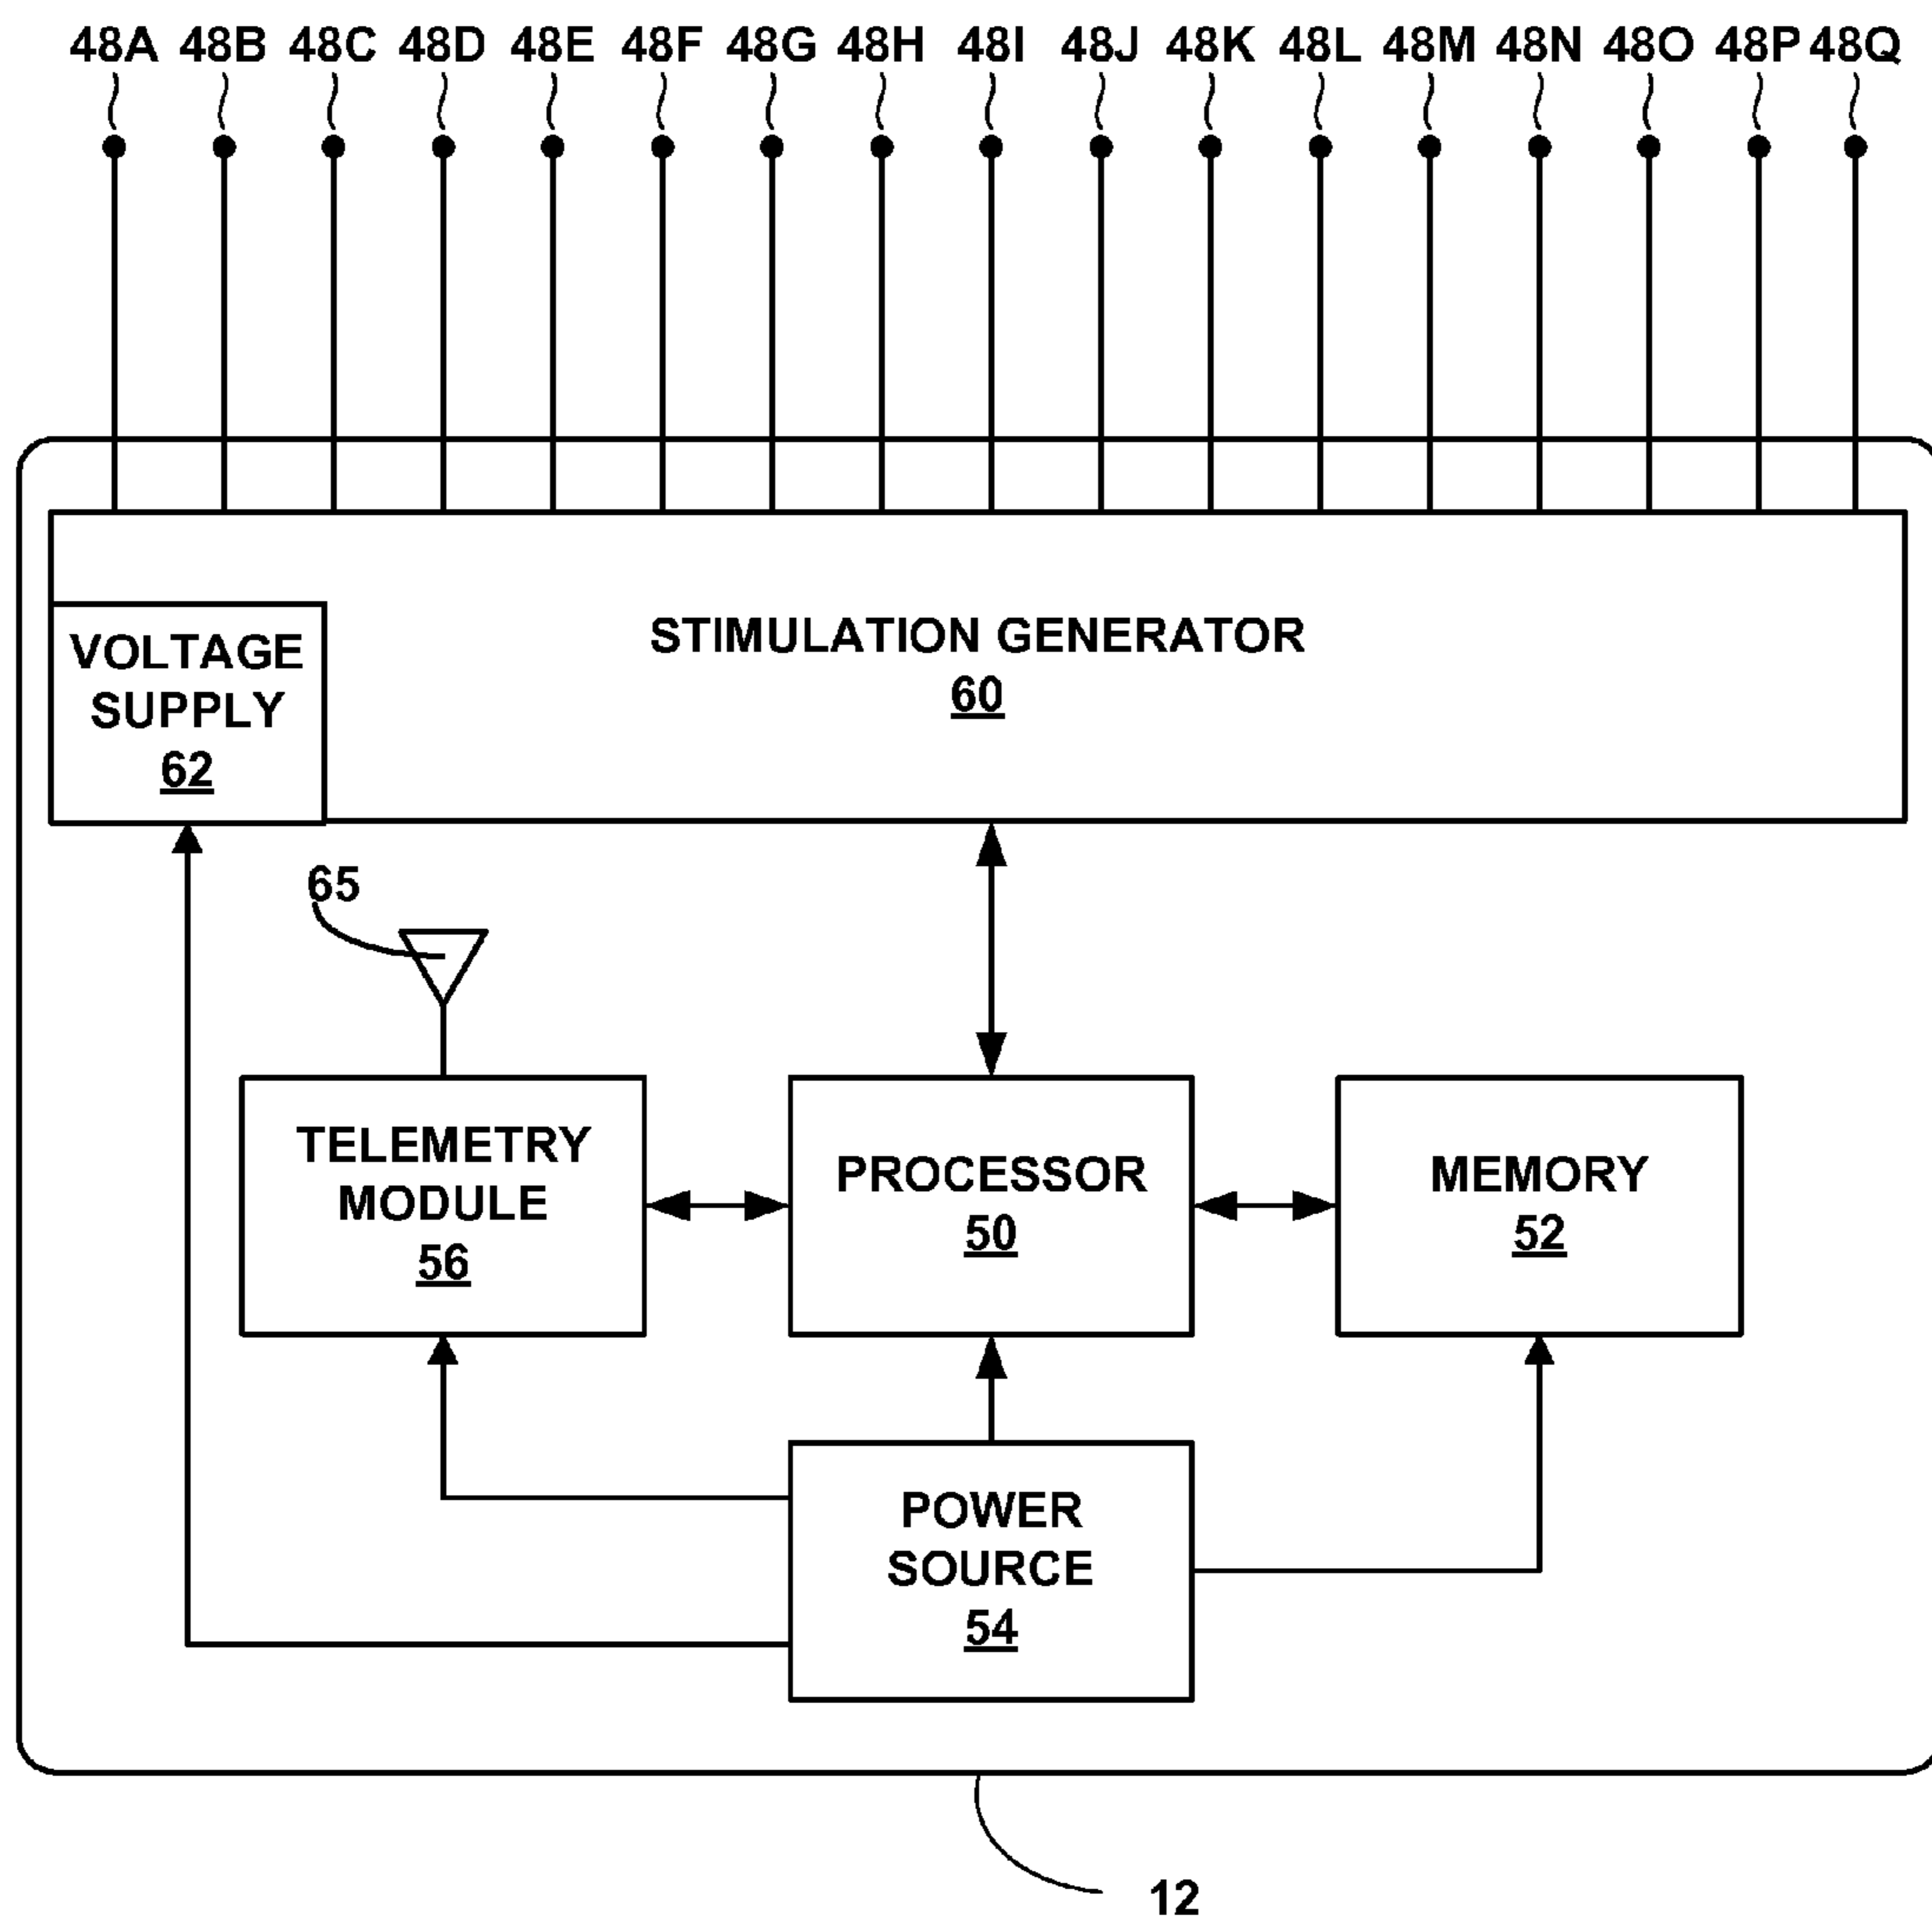 48A 48B 48C 48D 48E 48F 48G 48H 48I 48J 48K 48L 48M 48N 48O 48P 48Q
STIMULATION GENERATOR
60
VOLTAGE
SUPPLY
62
65
TELEMETRY
MODULE
56
PROCESSOR
50
MEMORY
52
POWER
SOURCE
54
12